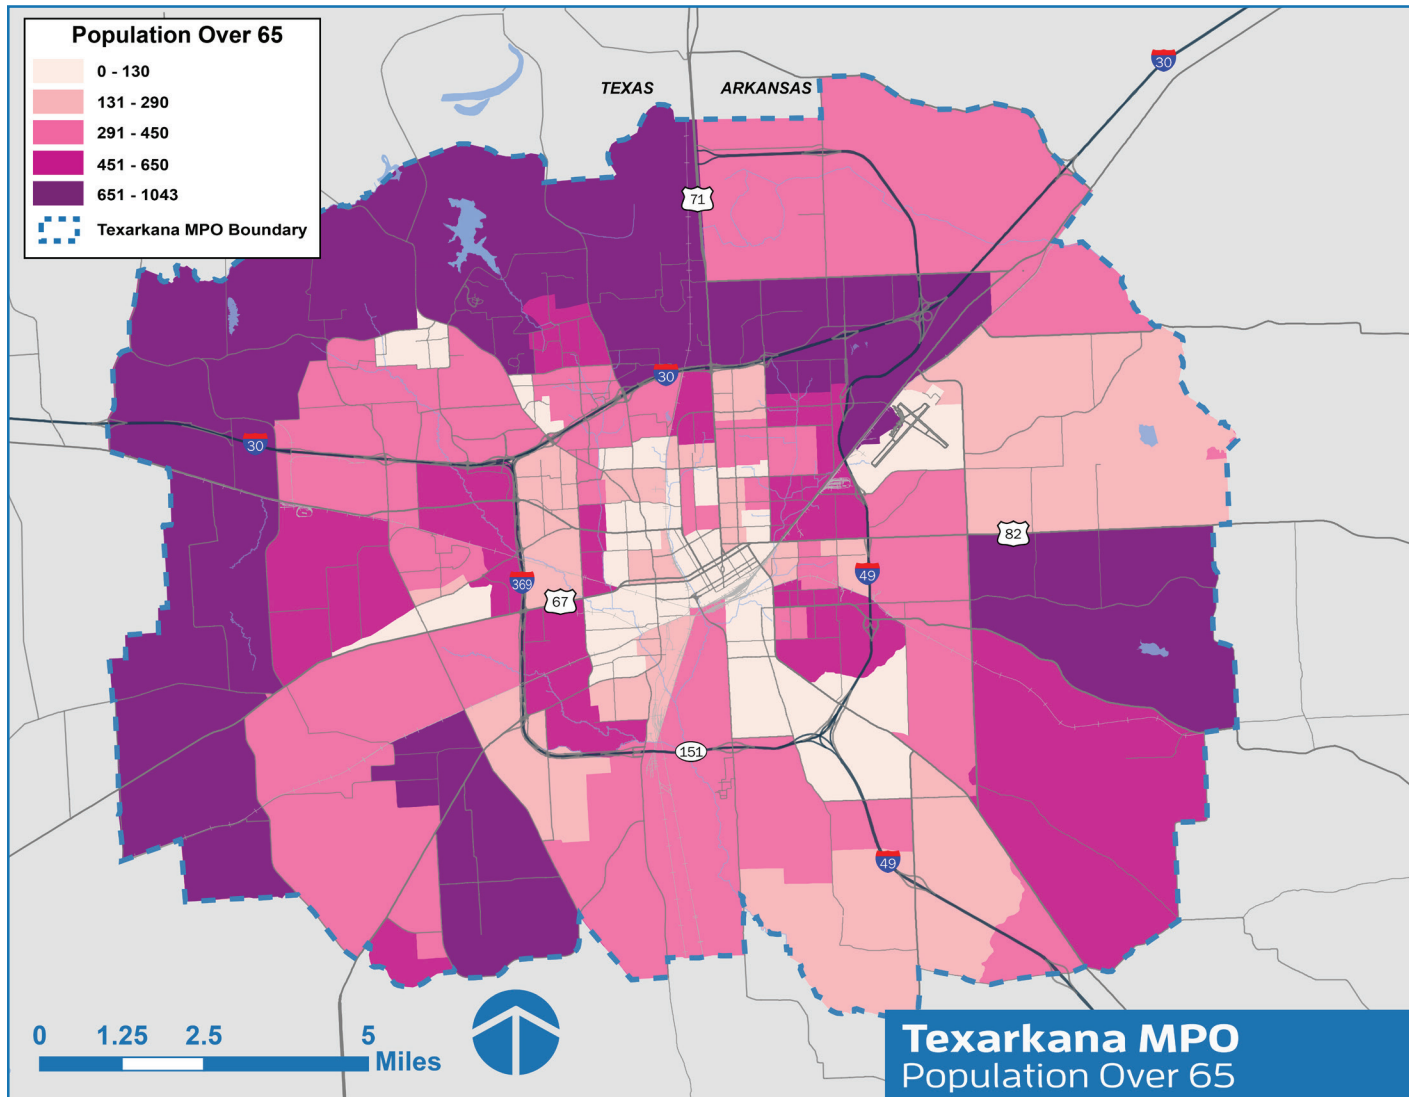 Population Over 65
0 - 130
131 - 290
291 - 450
451 - 650
651 - 1043
Texarkana MPO Boundary
TEXAS
ARKANSAS
30
71
30
30
82
369
67
49
151
49
0 1.25 2.5 5
Miles
Texarkana MPO
Population Over 65